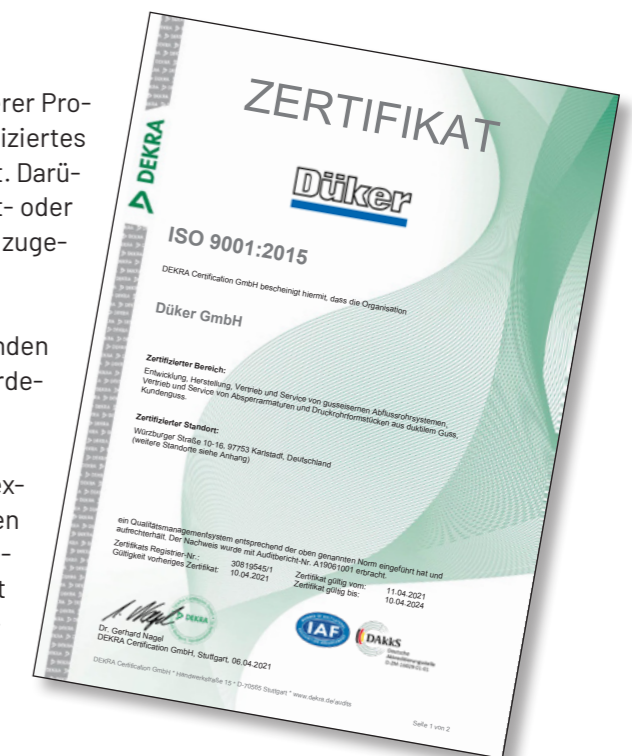 erer Pro-
iziertes
t. Darü-
t- oder
zuge-
nden
rde-
ex-
en
-
t
DEKRA
ZERTIFIKAT
Düker
ISO 9001:2015
DEKRA Certification GmbH bescheinigt hiermit, dass die Organisation
Düker GmbH
Zertifizierter Bereich:
Entwicklung, Herstellung, Vertrieb und Service von gusseisernen Abflussrohrsystemen,
Vertrieb und Service von Absperrarmaturen und Druckrohrformstücken aus duktilem Guss,
Kundenguss.
Zertifizierter Standort:
Würzburger Straße 10-16, 97753 Karlstadt, Deutschland
(weitere Standorte siehe Anhang)
ein Qualitätsmanagementsystem entsprechend der oben genannten Norm eingeführt hat und
aufrechterhält. Der Nachweis wurde mit Auditbericht-Nr. A19061001 erbracht.
Zertifikats Registrier-Nr.: 30819545/1 Zertifikat gültig vom: 11.04.2021
Gültigkeit vorheriges Zertifikat: 10.04.2021 Zertifikat gültig bis: 10.04.2024
DEKRA
IAF
DAkkS
Deutsche
Akkreditierungsstelle
Dr. Gerhard Nagel
DEKRA Certification GmbH, Stuttgart, 06.04.2021
DEKRA Certification GmbH * Handwerkstraße 15 * D-70565 Stuttgart * www.dekra.de/audits
Seite 1 von 2